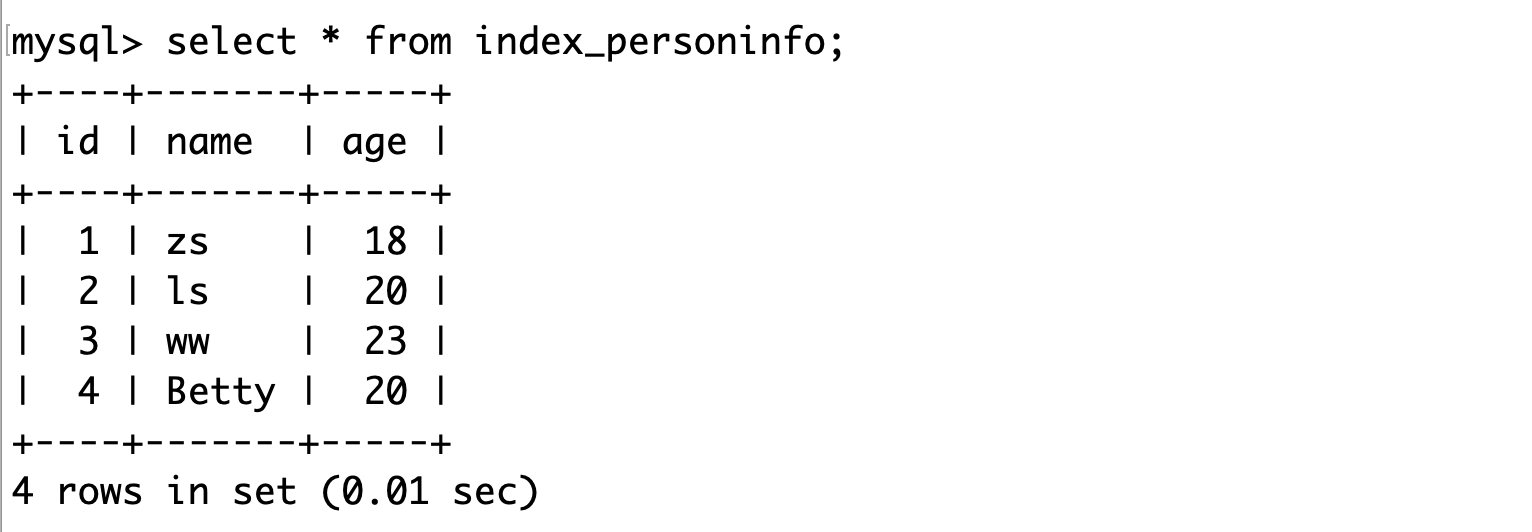 mysql> select * from index_personinfo;
+----+-------+-----+
| id | name  | age |
+----+-------+-----+
|  1 | zs    |  18 |
|  2 | ls    |  20 |
|  3 | ww    |  23 |
|  4 | Betty |  20 |
+----+-------+-----+
4 rows in set (0.01 sec)